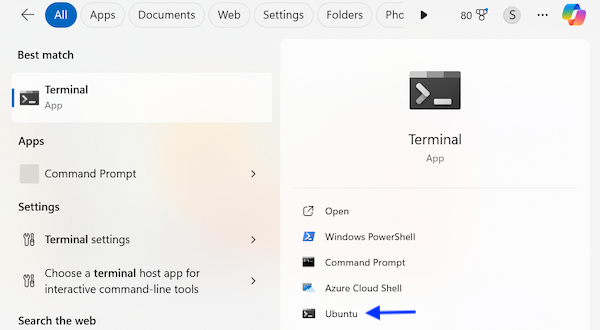 All
Apps
Documents
Web
Settings
Folders
Pho
80
S
Best match
Terminal
App
Apps
Command Prompt
Settings
Terminal settings
Choose a terminal host app for
interactive command-line tools
Search the web
Terminal
App
Open
Windows PowerShell
Command Prompt
Azure Cloud Shell
Ubuntu